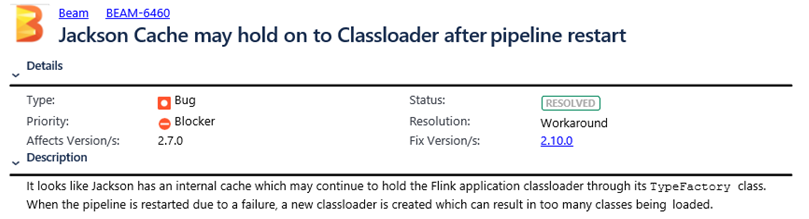 Beam BEAM-6460
Jackson Cache may hold on to Classloader after pipeline restart
Details
Type: Bug Status: RESOLVED
Priority: Blocker Resolution: Workaround
Affects Version/s: 2.7.0 Fix Version/s: 2.10.0
Description
It looks like Jackson has an internal cache which may continue to hold the Flink application classloader through its TypeFactory class.
When the pipeline is restarted due to a failure, a new classloader is created which can result in too many classes being loaded.